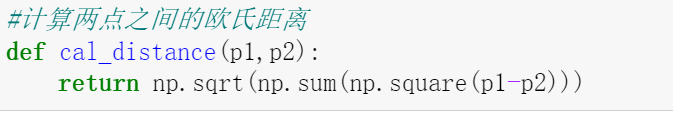 #计算两点之间的欧氏距离
def cal_distance(p1,p2):
    return np.sqrt(np.sum(np.square(p1-p2)))